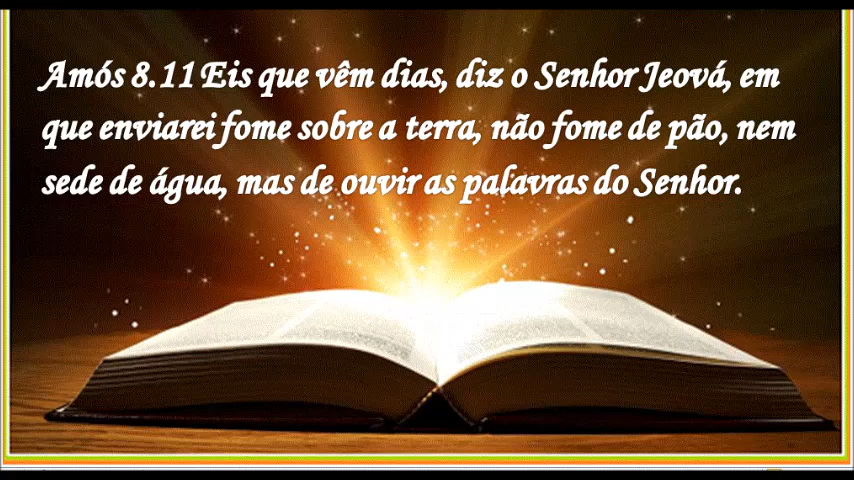 Amós 8.11 Eis que vêm dias, diz o Senhor Jeová, em
que enviarei fome sobre a terra, não fome de pão, nem
sede de água, mas de ouvir as palavras do Senhor.